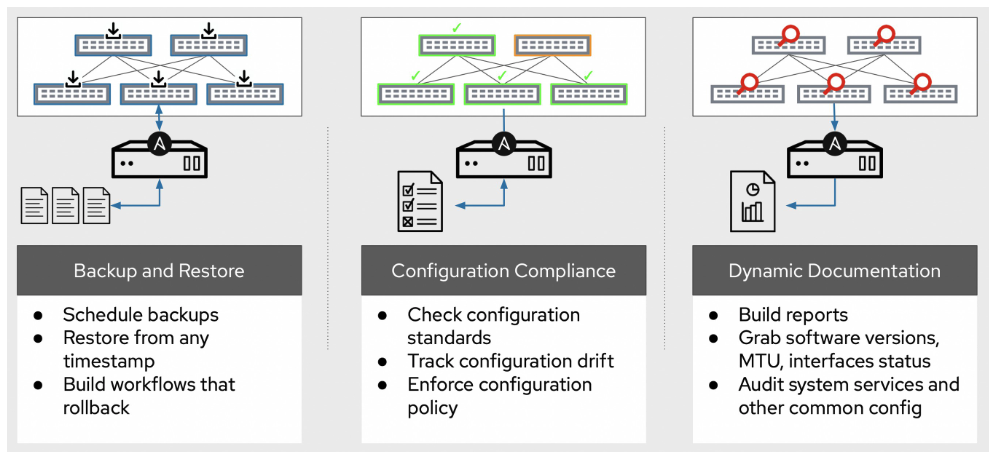 Backup and Restore
● Schedule backups
● Restore from any
timestamp
● Build workflows that
rollback
Configuration Compliance
● Check configuration
standards
● Track configuration drift
● Enforce configuration
policy
Dynamic Documentation
● Build reports
● Grab software versions,
MTU, interfaces status
● Audit system services and
other common config